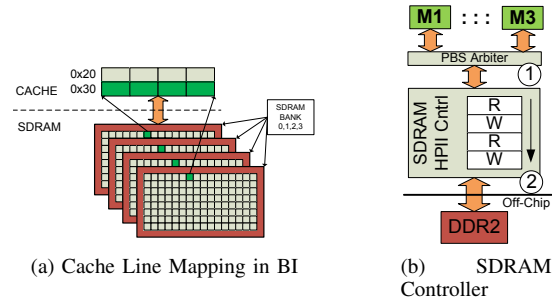 0x20
0x30
CACHE
SDRAM
SDRAM
BANK
0,1,2,3
(a) Cache Line Mapping in BI
M1
: : :
M3
PBS Arbiter
1
SDRAM
HPII Cntrl
R
W
R
W
2
Off-Chip
DDR2
(b) SDRAM
Controller